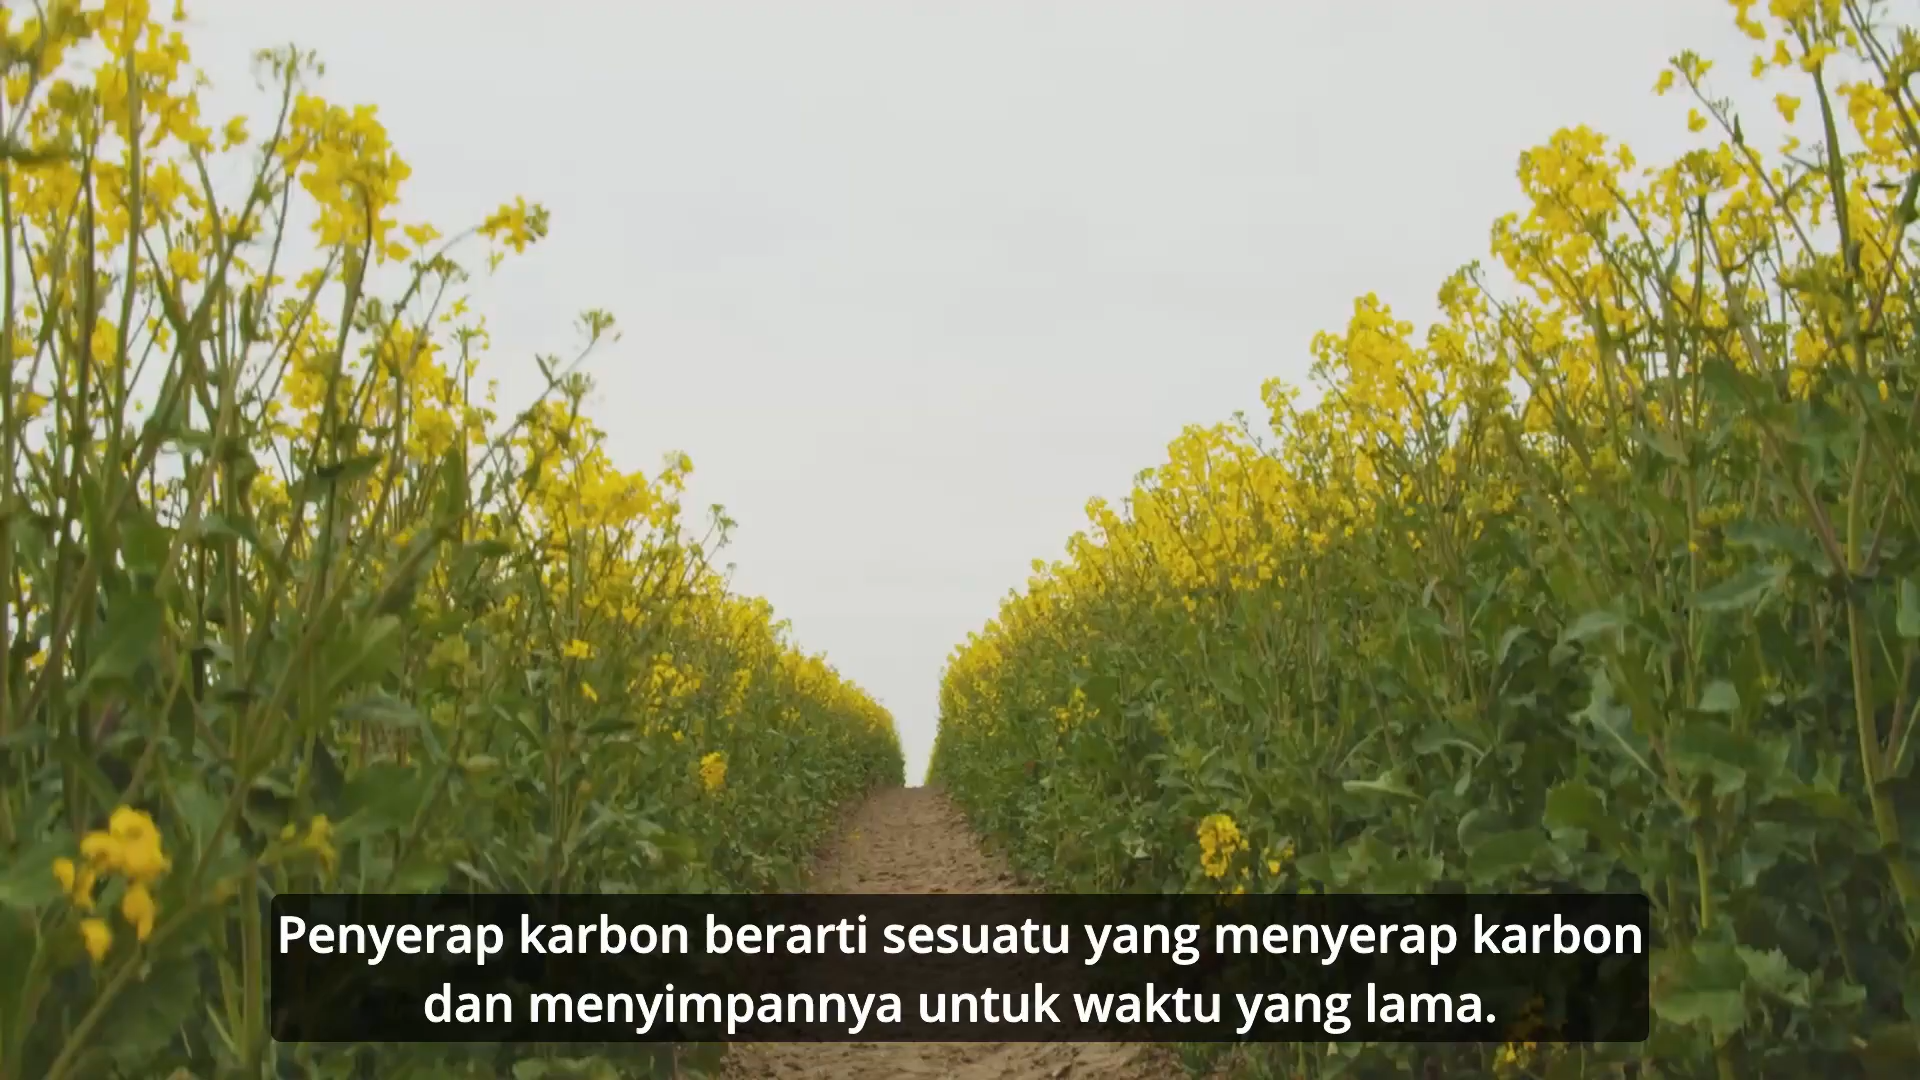 Penyerap karbon berarti sesuatu yang menyerap karbon
dan menyimpannya untuk waktu yang lama.